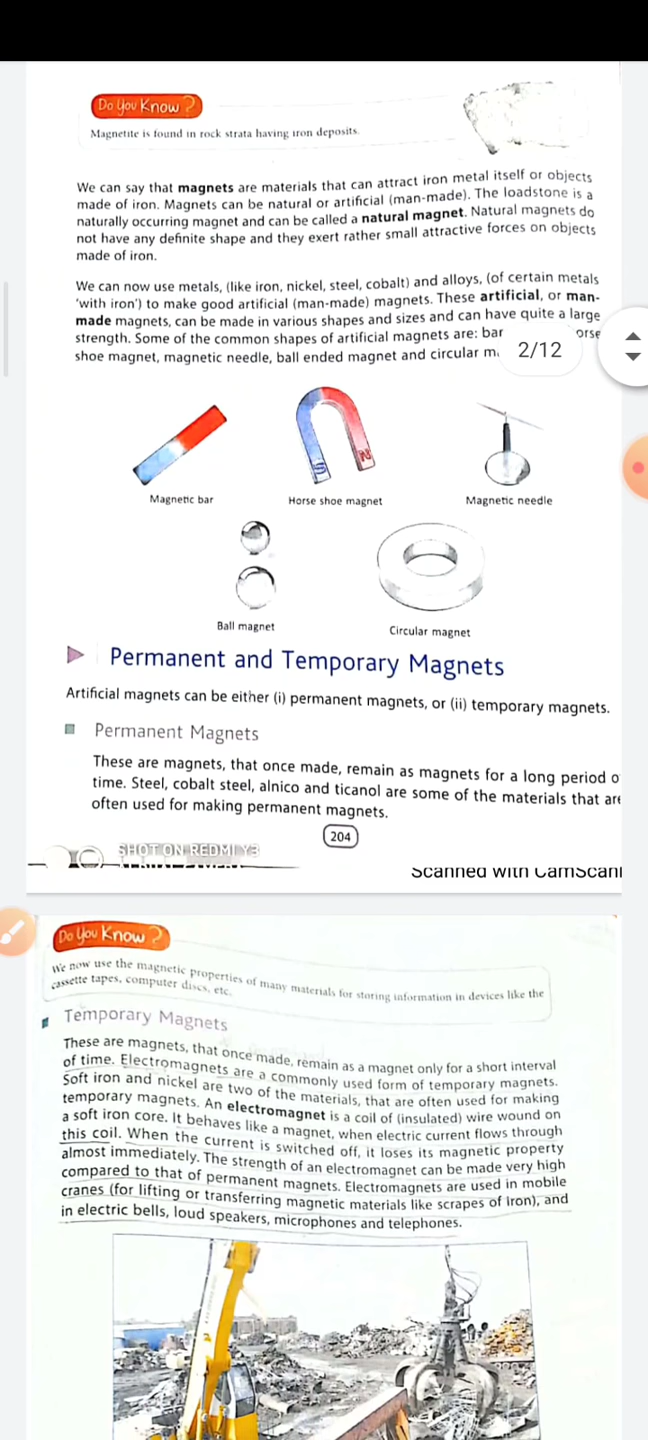 Do You Know ?
Magnetite is found in rock strata having iron deposits.
We can say that magnets are materials that can attract iron metal itself or objects
made of iron. Magnets can be natural or artificial (man-made). The loadstone is a
naturally occurring magnet and can be called a natural magnet. Natural magnets do
not have any definite shape and they exert rather small attractive forces on objects
made of iron.
We can now use metals, (like iron, nickel, steel, cobalt) and alloys, (of certain metals
'with iron') to make good artificial (man-made) magnets. These artificial, or man-
made magnets, can be made in various shapes and sizes and can have quite a large
strength. Some of the common shapes of artificial magnets are: bar orse
shoe magnet, magnetic needle, ball ended magnet and circular m
2/12
S N
Magnetic bar
Horse shoe magnet
Magnetic needle
Ball magnet
Circular magnet
Permanent and Temporary Magnets
Artificial magnets can be either (i) permanent magnets, or (ii) temporary magnets.
Permanent Magnets
These are magnets, that once made, remain as magnets for a long period o
time. Steel, cobalt steel, alnico and ticanol are some of the materials that are
often used for making permanent magnets.
204
SHOT ON REDMI Y3
Scanned with CamScan
Do You Know ?
We now use the magnetic properties of many materials for storing information in devices like the
cassette tapes, computer discs, etc.
Temporary Magnets
These are magnets, that once made, remain as a magnet only for a short interval
of time. Electromagnets are a commonly used form of temporary magnets.
Soft iron and nickel are two of the materials, that are often used for making
temporary magnets. An electromagnet is a coil of (insulated) wire wound on
a soft iron core. It behaves like a magnet, when electric current flows through
this coil. When the current is switched off, it loses its magnetic property
almost immediately. The strength of an electromagnet can be made very high
compared to that of permanent magnets. Electromagnets are used in mobile
cranes (for lifting or transferring magnetic materials like scrapes of iron), and
in electric bells, loud speakers, microphones and telephones.